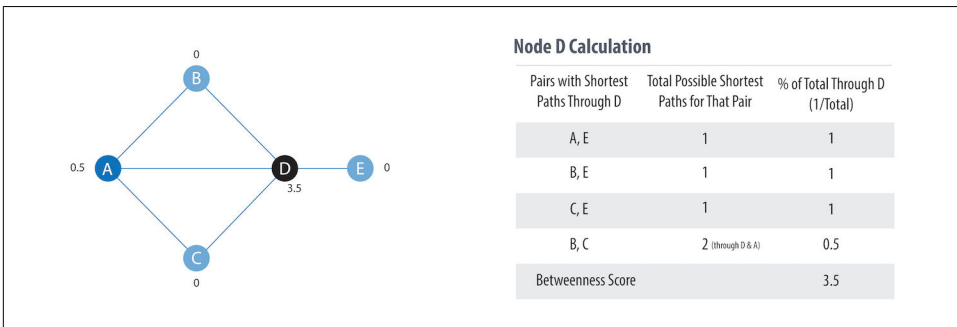 0
B
0.5
A
D
E
0
3.5
C
0
Node D Calculation
Pairs with Shortest Paths Through D
Total Possible Shortest Paths for That Pair
% of Total Through D (1/Total)
A, E 1 1
B, E 1 1
C, E 1 1
B, C 2 (through D & A) 0.5
Betweenness Score 3.5